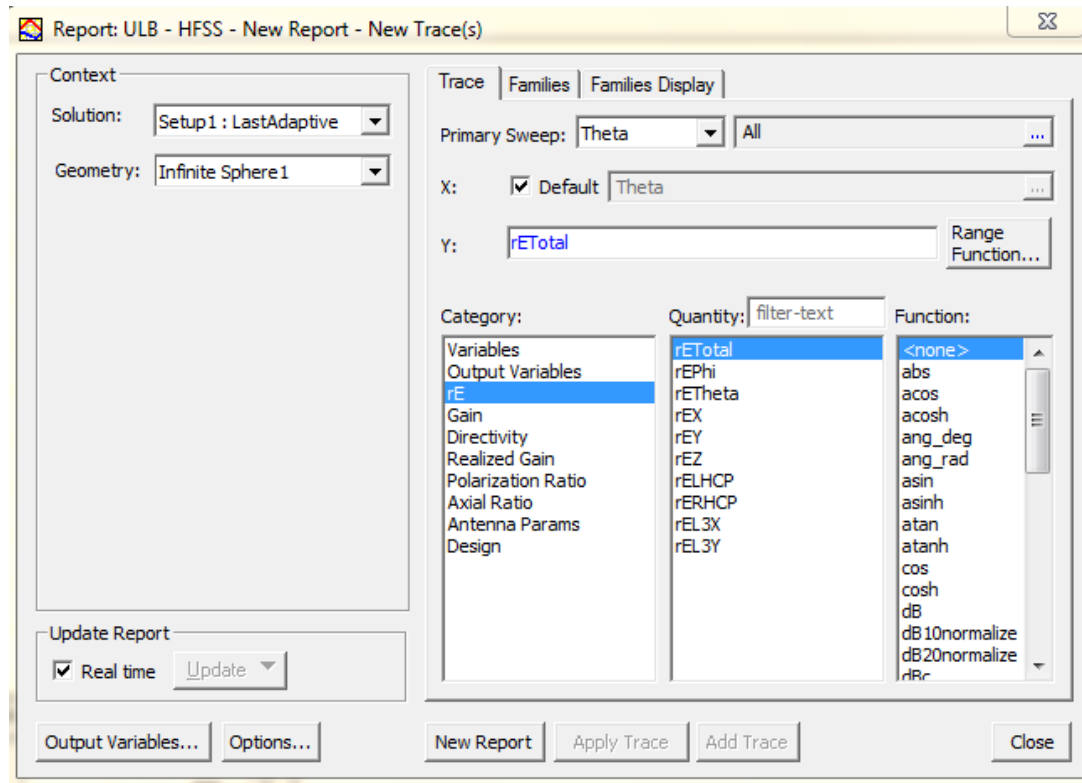 Report: ULB - HFSS - New Report - New Trace(s)
Context
Solution: Setup1 : LastAdaptive
Geometry: Infinite Sphere1
Update Report
Real time Update
Output Variables... Options...
Trace Families Families Display
Primary Sweep: Theta All ...
X: Default Theta ...
Y: rETotal Range Function...
Category:
Variables
Output Variables
rE
Gain
Directivity
Realized Gain
Polarization Ratio
Axial Ratio
Antenna Params
Design
Quantity: filter-text
rETotal
rEPhi
rETheta
rEX
rEY
rEZ
rELHCP
rERHCP
rEL3X
rEL3Y
Function:
<none>
abs
acos
acosh
ang_deg
ang_rad
asin
asinh
atan
atanh
cos
cosh
dB
dB10normalize
dB20normalize
dBc
New Report Apply Trace Add Trace Close